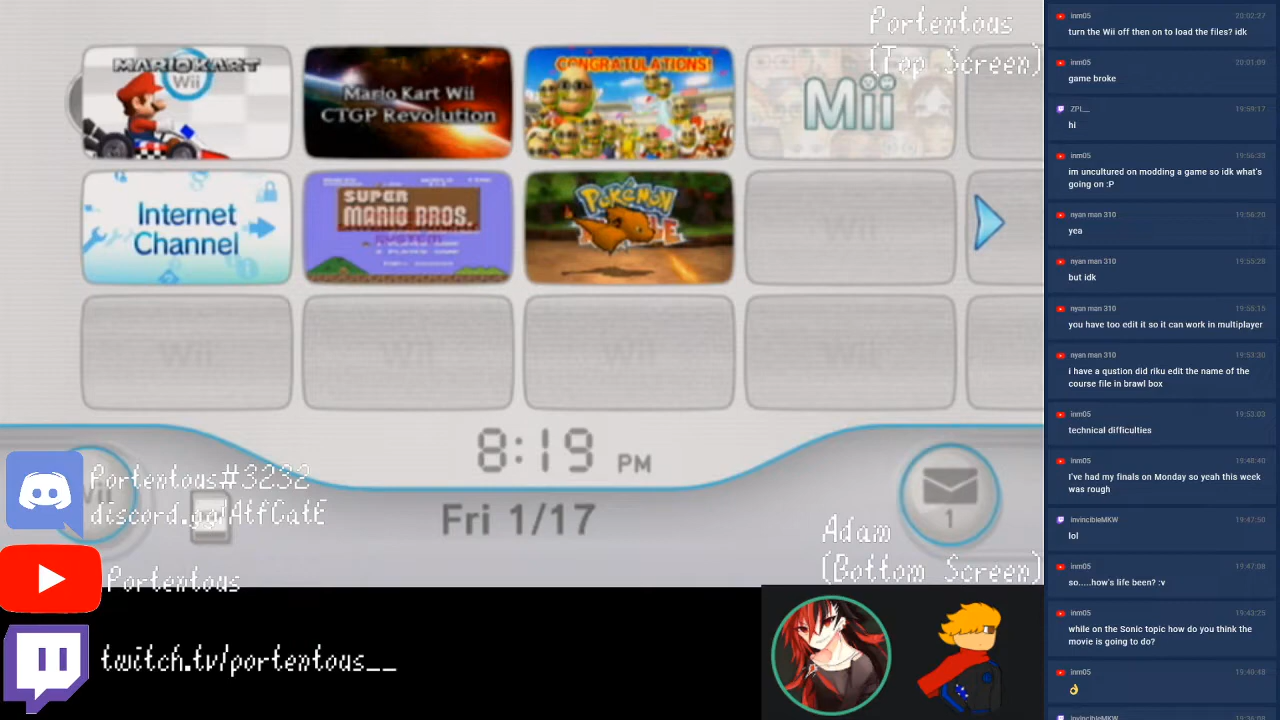 Portentous
(Top Screen)
MARIOKART
Wii
Mario Kart Wii
CTGP Revolution
CONGRATULATIONS!
Mii
Internet
Channel
SUPER
MARIO BROS.
POKéMON
Wii
Wii
Wii
Wii
Wii
8:19 PM
Fri 1/17
1
Portentous#3232
Adam
(Bottom Screen)
Portentous
twitch.tv/portentous__
inm05 20:02:27
turn the Wii off then on to load the files? idk
inm05 20:01:09
game broke
ZPL__ 19:59:17
hi
inm05 19:56:33
im uncultured on modding a game so idk what's
going on :P
nyan man 310 19:56:20
yea
nyan man 310 19:55:28
but idk
nyan man 310 19:55:15
you have too edit it so it can work in multiplayer
nyan man 310 19:53:30
i have a qustion did riku edit the name of the
course file in brawl box
inm05 19:53:03
technical difficulties
inm05 19:48:40
I've had my finals on Monday so yeah this week
was rough
invincibleMKW 19:47:50
lol
inm05 19:47:08
so.....how's life been? :v
inm05 19:43:25
while on the Sonic topic how do you think the
movie is going to do?
inm05 19:40:48
👌
invincibleMKW